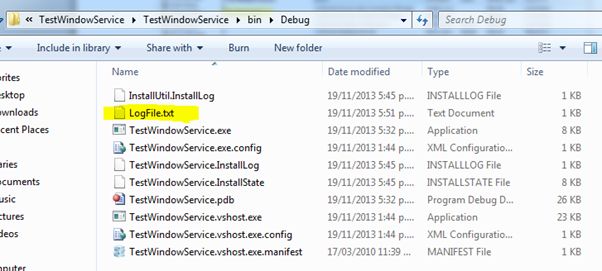 « TestWindowService ▸ TestWindowService ▸ bin ▸ Debug ▸ Search Debug
Include in library ▾ Share with ▾ Burn New folder
Name Date modified Type Size
InstallUtil.InstallLog 19/11/2013 5:45 p.... INSTALLLOG File 1 KB
LogFile.txt 19/11/2013 5:51 p.... Text Document 1 KB
TestWindowService.exe 19/11/2013 5:32 p.... Application 8 KB
TestWindowService.exe.config 19/11/2013 1:44 p.... XML Configuratio... 1 KB
TestWindowService.InstallLog 19/11/2013 5:45 p.... INSTALLLOG File 1 KB
TestWindowService.InstallState 19/11/2013 5:45 p.... INSTALLSTATE File 8 KB
TestWindowService.pdb 19/11/2013 5:32 p.... Program Debug D... 26 KB
TestWindowService.vshost.exe 19/11/2013 1:44 p.... Application 23 KB
TestWindowService.vshost.exe.config 19/11/2013 1:44 p.... XML Configuratio... 1 KB
TestWindowService.vshost.exe.manifest 17/03/2010 11:39 ... MANIFEST File 1 KB
orites
sktop
ownloads
cent Places
aries
ocuments
usic
ctures
deos